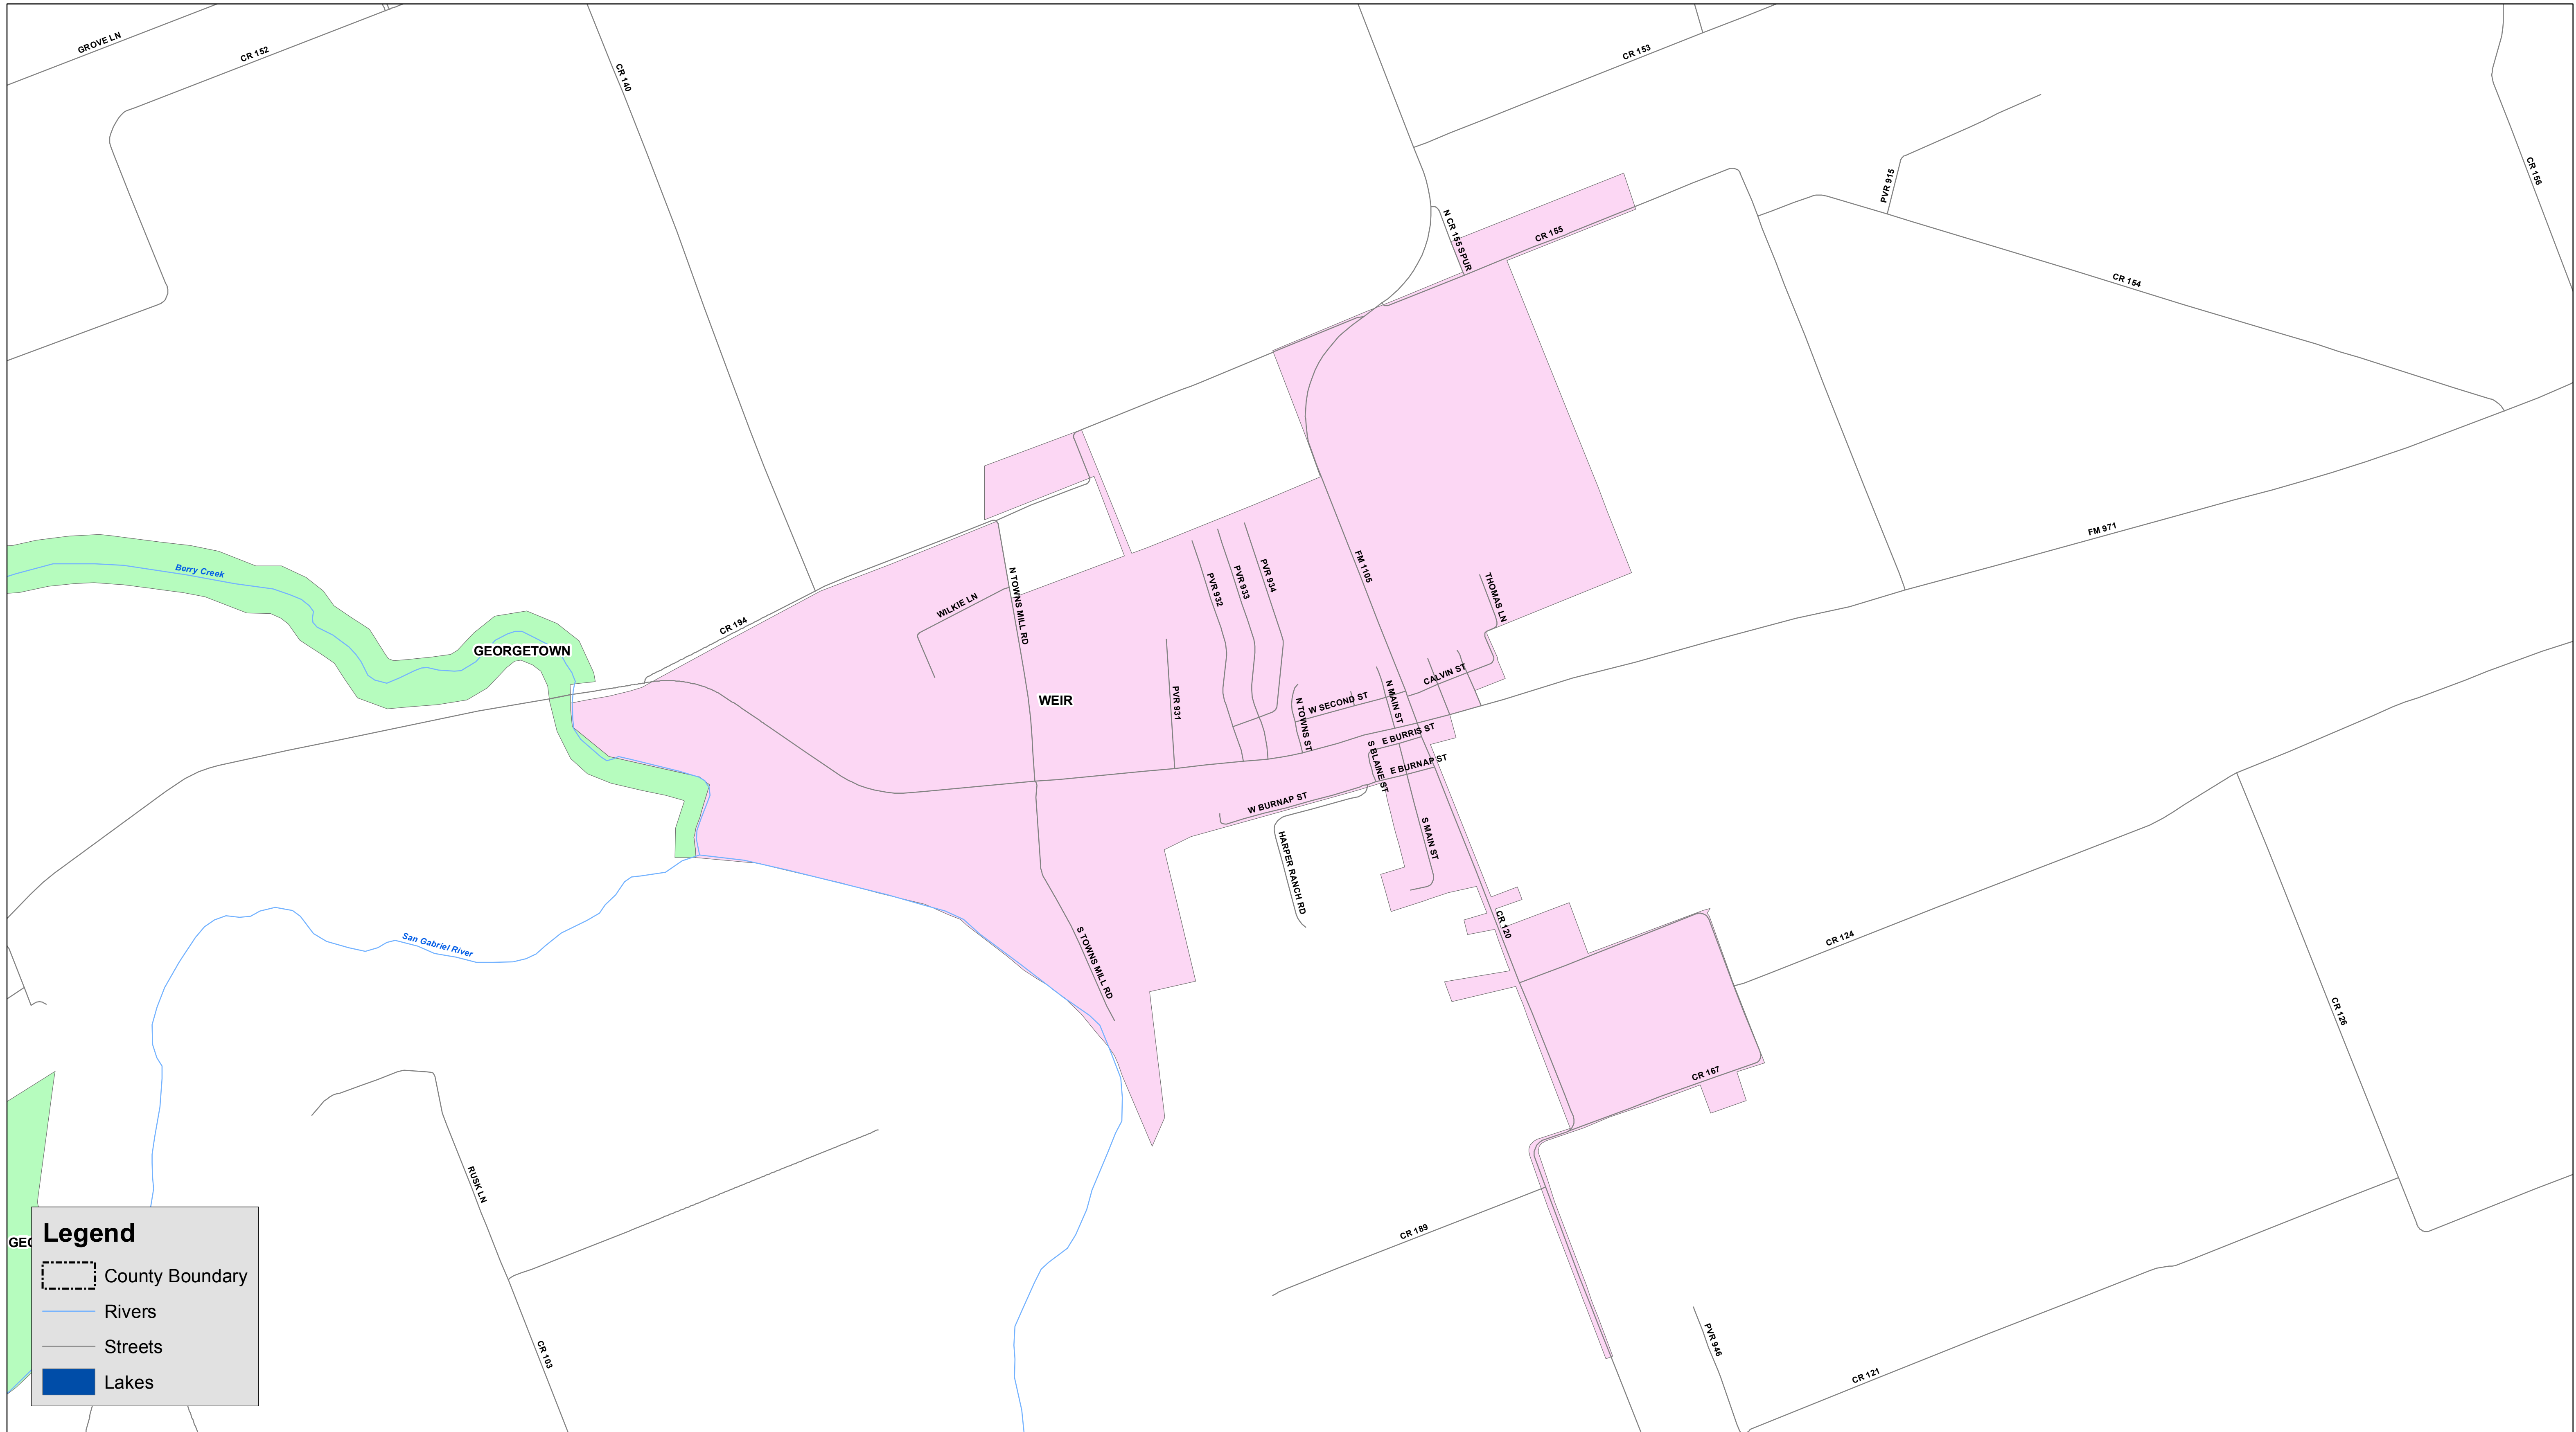 GROVE LN
CR 152
CR 140
CR 153
CR 156
PVR 915
N CR 155 SPUR
CR 155
CR 154
FM 971
Berry Creek
GEORGETOWN
CR 194
WILKIE LN
N TOWNS MILL RD
PVR 932
PVR 933
PVR 934
FM 1105
THOMAS LN
WEIR
PVR 931
N TOWNS ST
W SECOND ST
N MAIN ST
CALVIN ST
E BURRIS ST
S BLAINE ST
E BURNAP ST
W BURNAP ST
HARPER RANCH RD
S MAIN ST
San Gabriel River
S TOWNS MILL RD
CR 120
CR 124
CR 126
CR 167
RUSK LN
CR 189
CR 103
PVR 946
CR 121
Legend
County Boundary
Rivers
Streets
Lakes